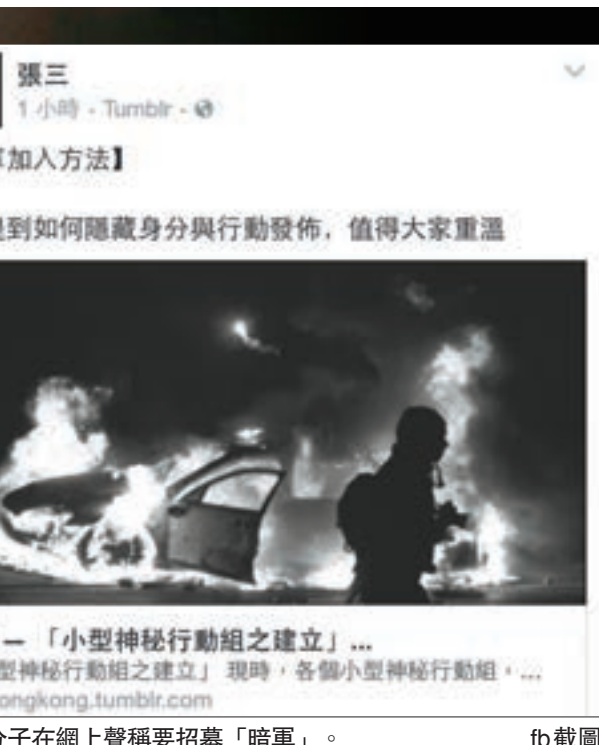 張三
1 小時 · Tumblr ·
加入方法】
到如何隱藏身分與行動發佈，值得大家重溫
— 「小型神秘行動組之建立」...
型神秘行動組之建立」 現時，各個小型神秘行動組，...
ongkong.tumblr.com
分子在網上聲稱要招募「暗軍」。
fb截圖